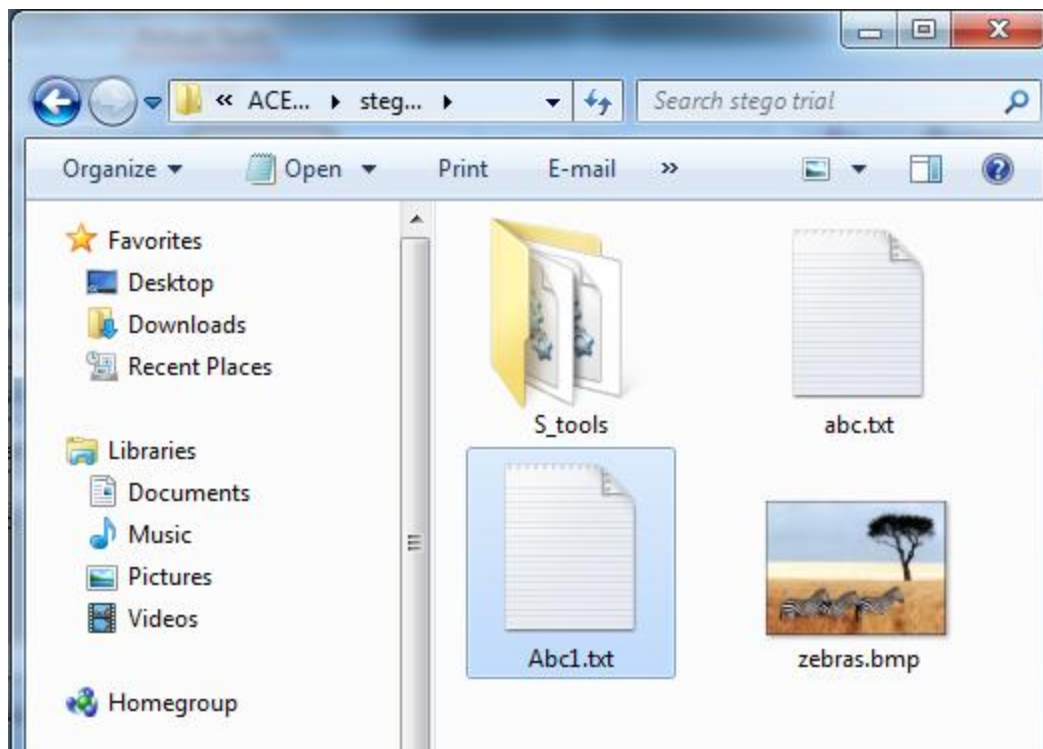 « ACE... steg...
Search stego trial
Organize Open Print E-mail »
Favorites
Desktop
Downloads
Recent Places
Libraries
Documents
Music
Pictures
Videos
Homegroup
S_tools
abc.txt
Abc1.txt
zebras.bmp